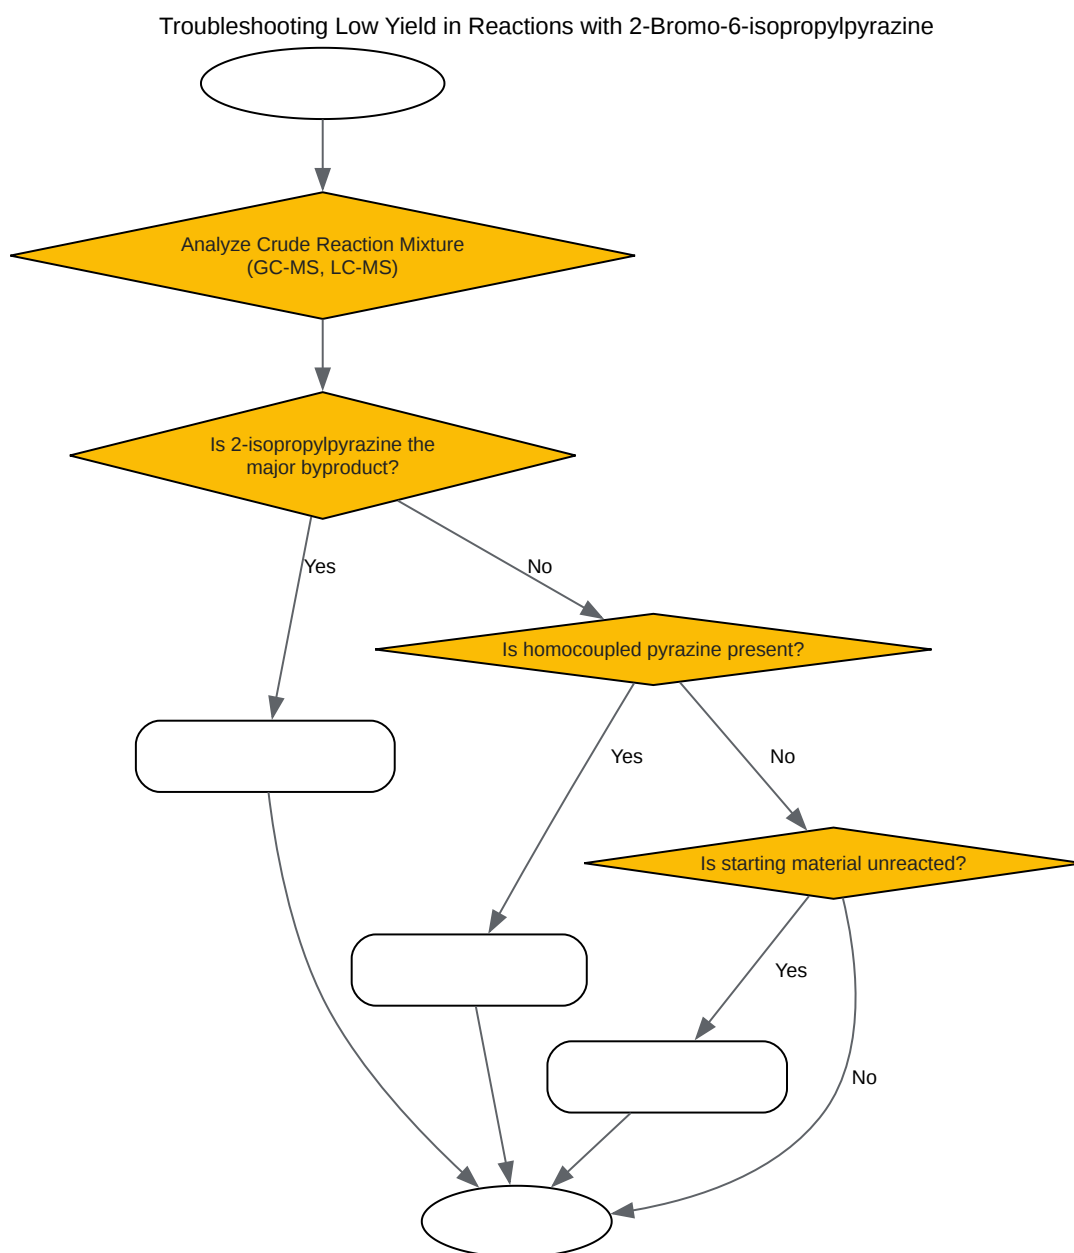 Troubleshooting Low Yield in Reactions with 2-Bromo-6-isopropylpyrazine
Analyze Crude Reaction Mixture
(GC-MS, LC-MS)
Is 2-isopropylpyrazine the
major byproduct?
Yes
No
Is homocoupled pyrazine present?
Yes
No
Is starting material unreacted?
Yes
No